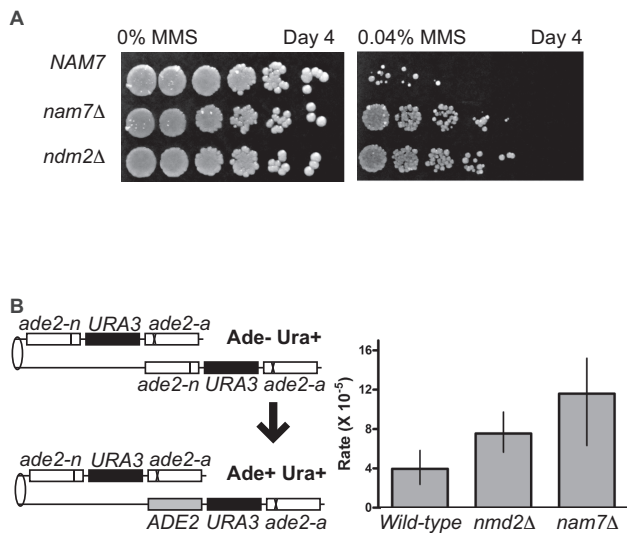 A
0% MMS Day 4 0.04% MMS Day 4
NAM7
nam7Δ
ndm2Δ
B
ade2-n URA3 ade2-a
Ade- Ura+
ade2-n URA3 ade2-a
ade2-n URA3 ade2-a
Ade+ Ura+
ADE2 URA3 ade2-a
Rate (X 10-5)
16
12
8
4
0
Wild-type nmd2Δ nam7Δ